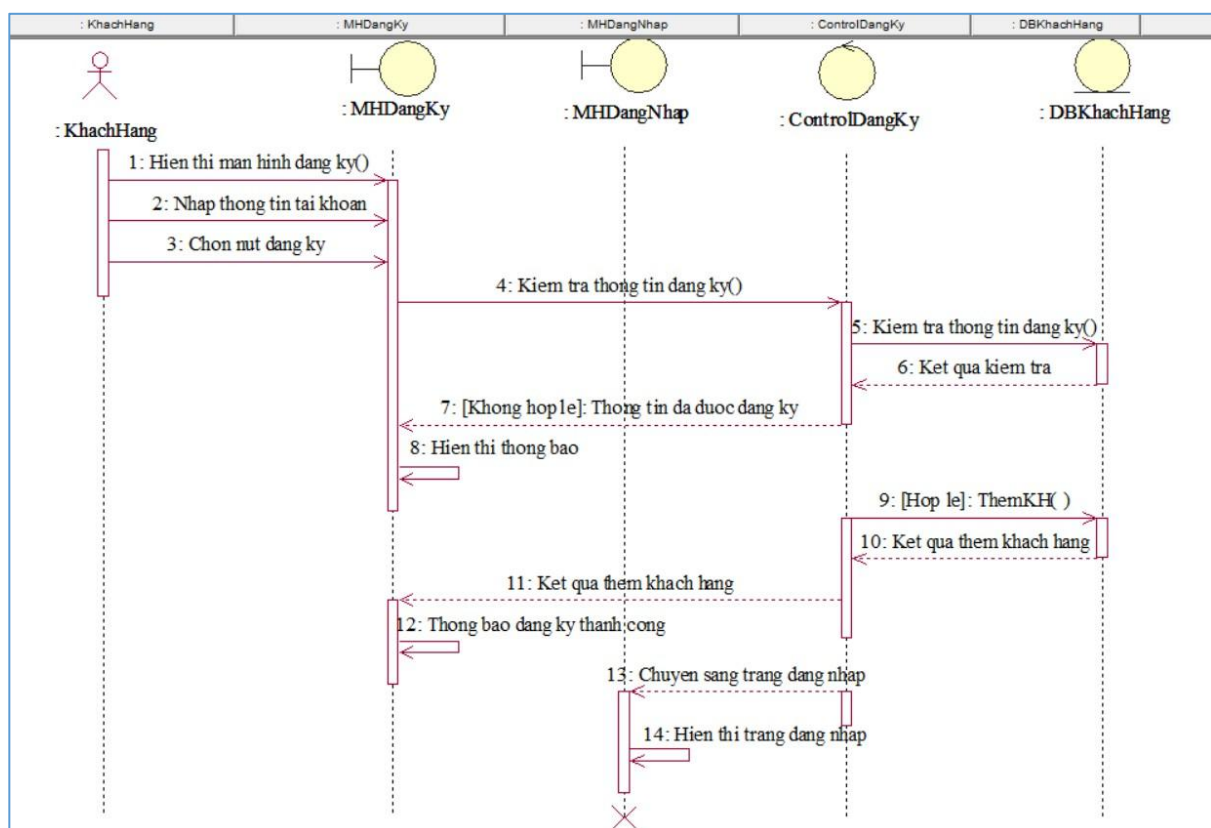 : KhachHang
: MHDangKy
: MHDangNhap
: ControlDangKy
: DBKhachHang
: KhachHang
: MHDangKy
: MHDangNhap
: ControlDangKy
: DBKhachHang
1: Hien thi man hinh dang ky()
2: Nhap thong tin tai khoan
3: Chon nut dang ky
4: Kiem tra thong tin dang ky()
5: Kiem tra thong tin dang ky()
6: Ket qua kiem tra
7: [Khong hop le]: Thong tin da duoc dang ky
8: Hien thi thong bao
9: [Hop le]: ThemKH( )
10: Ket qua them khach hang
11: Ket qua them khach hang
12: Thong bao dang ky thanh cong
13: Chuyen sang trang dang nhap
14: Hien thi trang dang nhap